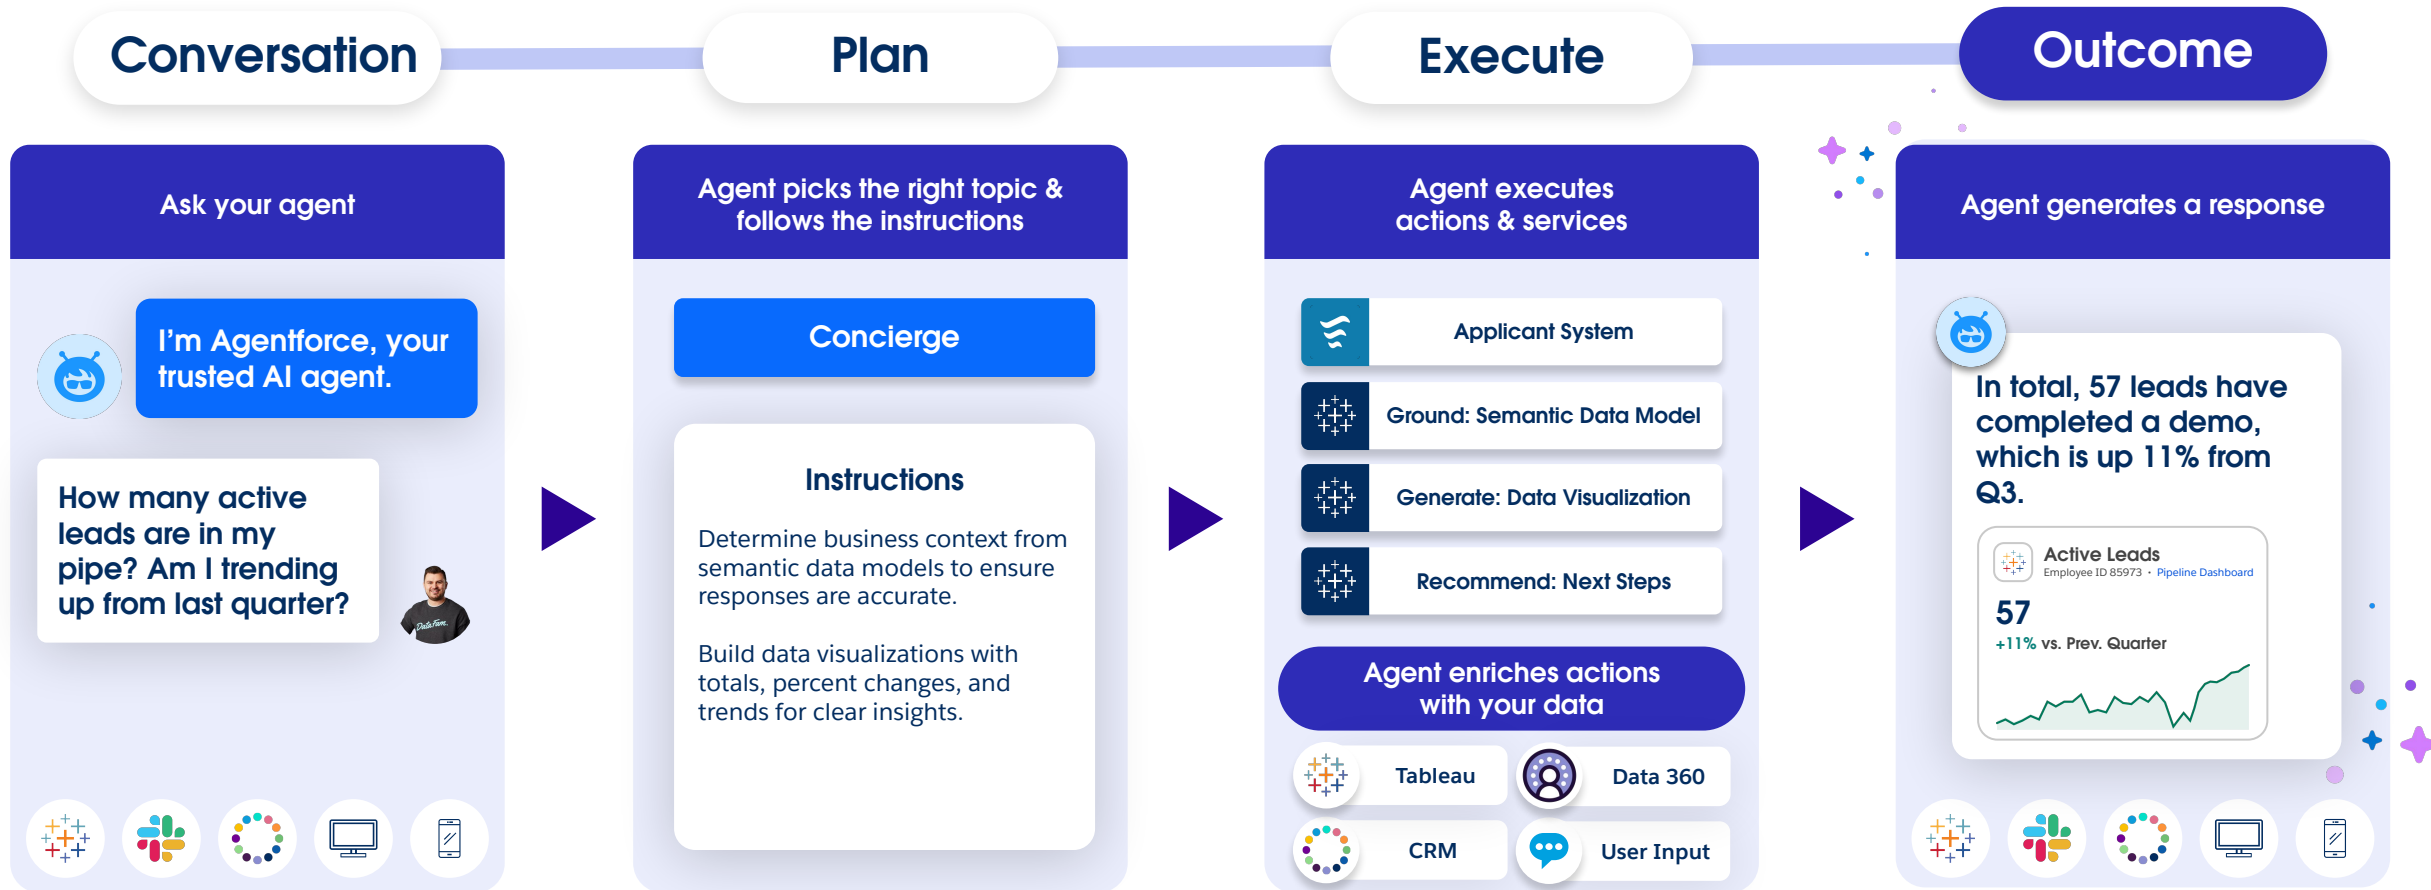 Conversation
Plan
Execute
Outcome
Ask your agent
I'm Agentforce, your
trusted AI agent.
How many active
leads are in my
pipe? Am I trending
up from last quarter?
DataFam.
Agent picks the right topic &
follows the instructions
Concierge
Instructions
Determine business context from
semantic data models to ensure
responses are accurate.
Build data visualizations with
totals, percent changes, and
trends for clear insights.
Agent executes
actions & services
Applicant System
Ground: Semantic Data Model
Generate: Data Visualization
Recommend: Next Steps
Agent enriches actions
with your data
Tableau
Data 360
CRM
User Input
Agent generates a response
In total, 57 leads have
completed a demo,
which is up 11% from
Q3.
Active Leads
Employee ID 85973 • Pipeline Dashboard
57
+11% vs. Prev. Quarter